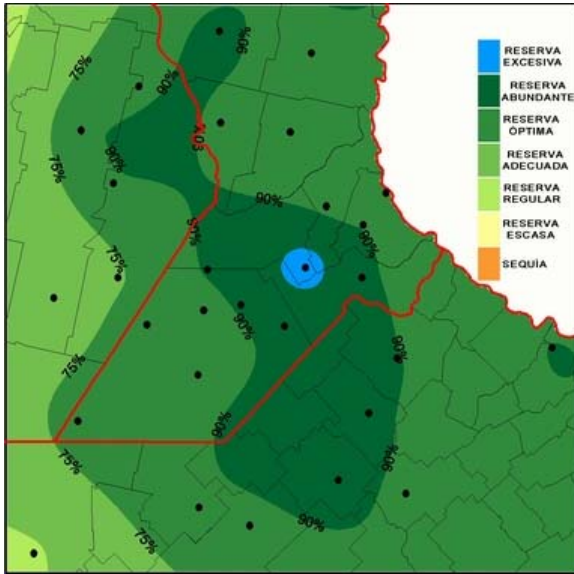 90%
75%
90%
90%
90%
90%
90%
90%
75%
75%
90%
75%
90%
90%
75%
75%
90%
RESERVA
EXCESIVA
RESERVA
ABUNDANTE
RESERVA
ÓPTIMA
RESERVA
ADECUADA
RESERVA
REGULAR
RESERVA
ESCASA
SEQUÍA